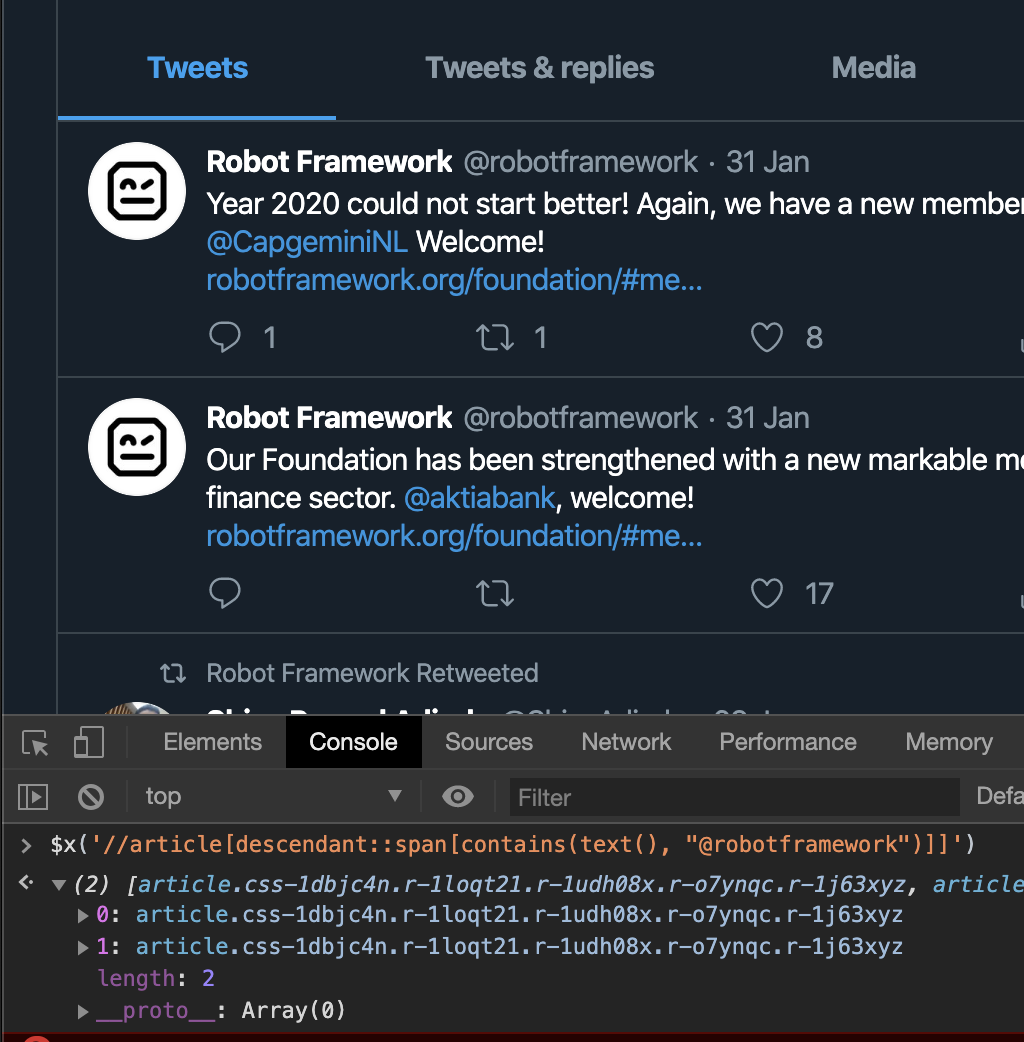 Tweets Tweets & replies Media
Robot Framework @robotframework · 31 Jan
Year 2020 could not start better! Again, we have a new member
@CapgeminiNL Welcome!
robotframework.org/foundation/#me...
1 1 8
Robot Framework @robotframework · 31 Jan
Our Foundation has been strengthened with a new markable
finance sector. @aktiabank, welcome!
robotframework.org/foundation/#me...
17
Robot Framework Retweeted
Elements Console Sources Network Performance Memory
top Filter Defa
> $x('//article[descendant::span[contains(text(), "@robotframework")]]')
(2) [article.css-1dbjc4n.r-1loqt21.r-1udh08x.r-o7ynqc.r-1j63xyz, article
0: article.css-1dbjc4n.r-1loqt21.r-1udh08x.r-o7ynqc.r-1j63xyz
1: article.css-1dbjc4n.r-1loqt21.r-1udh08x.r-o7ynqc.r-1j63xyz
length: 2
__proto__: Array(0)